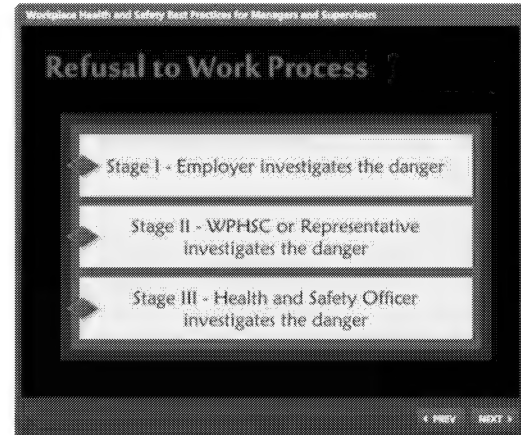 Workplace Health and Safety Best Practices for Managers and Supervisors
Refusal to Work Process
Stage I - Employer investigates the danger
Stage II - WPHSC or Representative
investigates the danger
Stage III - Health and Safety Officer
investigates the danger
‹ PREV NEXT ›